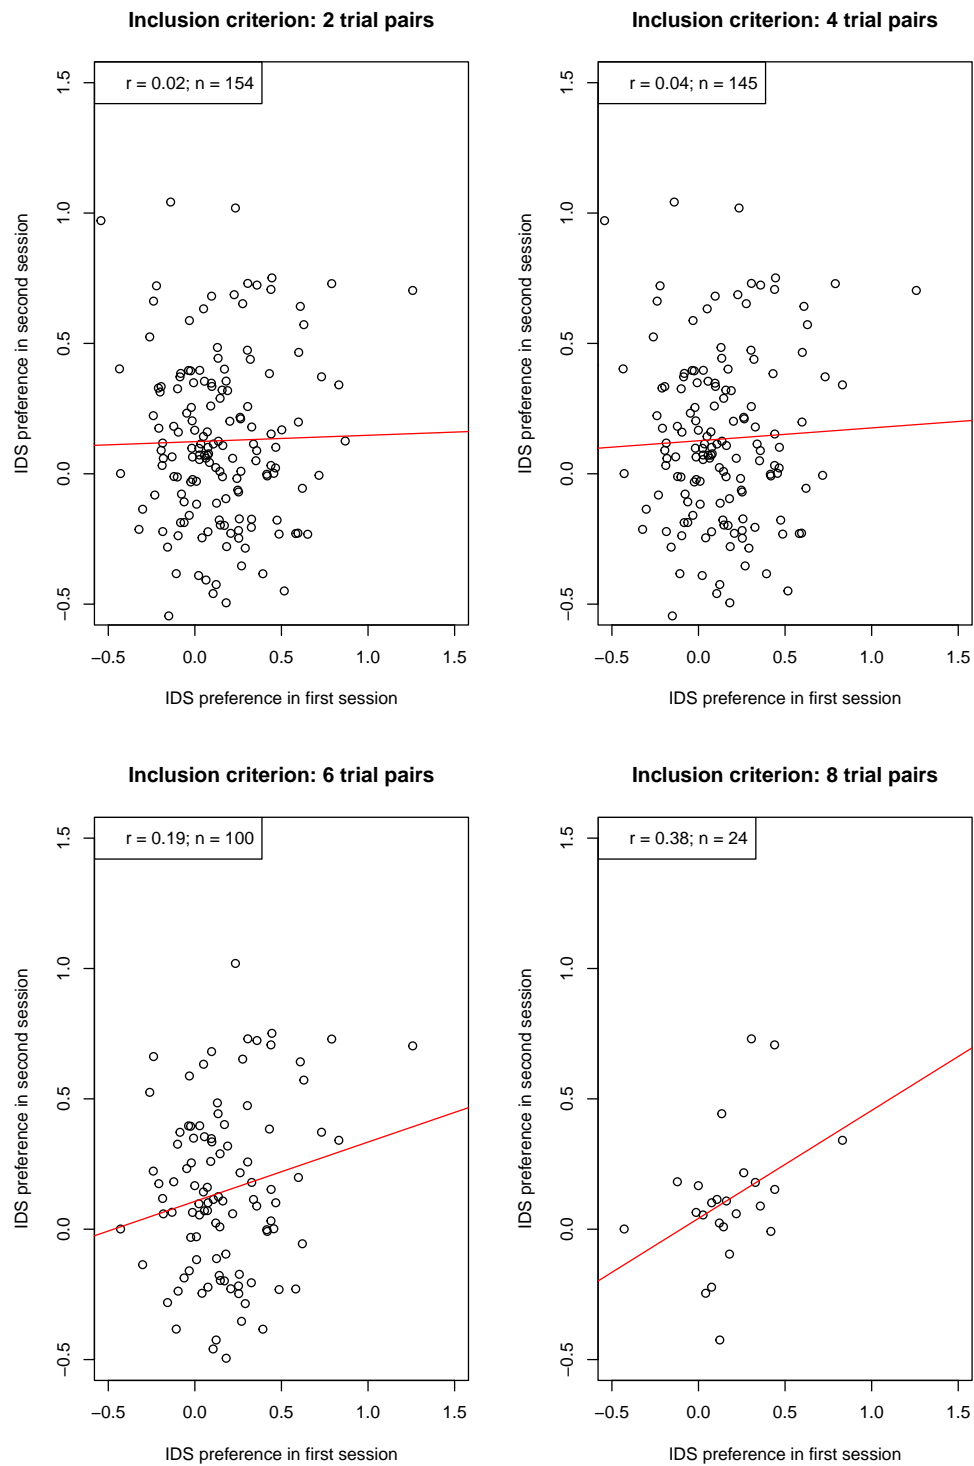 Inclusion criterion: 2 trial pairs
r = 0.02; n = 154
1.5
1.0
0.5
0.0
−0.5
IDS preference in second session
−0.5 0.0 0.5 1.0 1.5
IDS preference in first session
Inclusion criterion: 4 trial pairs
r = 0.04; n = 145
1.5
1.0
0.5
0.0
−0.5
IDS preference in second session
−0.5 0.0 0.5 1.0 1.5
IDS preference in first session
Inclusion criterion: 6 trial pairs
r = 0.19; n = 100
1.5
1.0
0.5
0.0
−0.5
IDS preference in second session
−0.5 0.0 0.5 1.0 1.5
IDS preference in first session
Inclusion criterion: 8 trial pairs
r = 0.38; n = 24
1.5
1.0
0.5
0.0
−0.5
IDS preference in second session
−0.5 0.0 0.5 1.0 1.5
IDS preference in first session